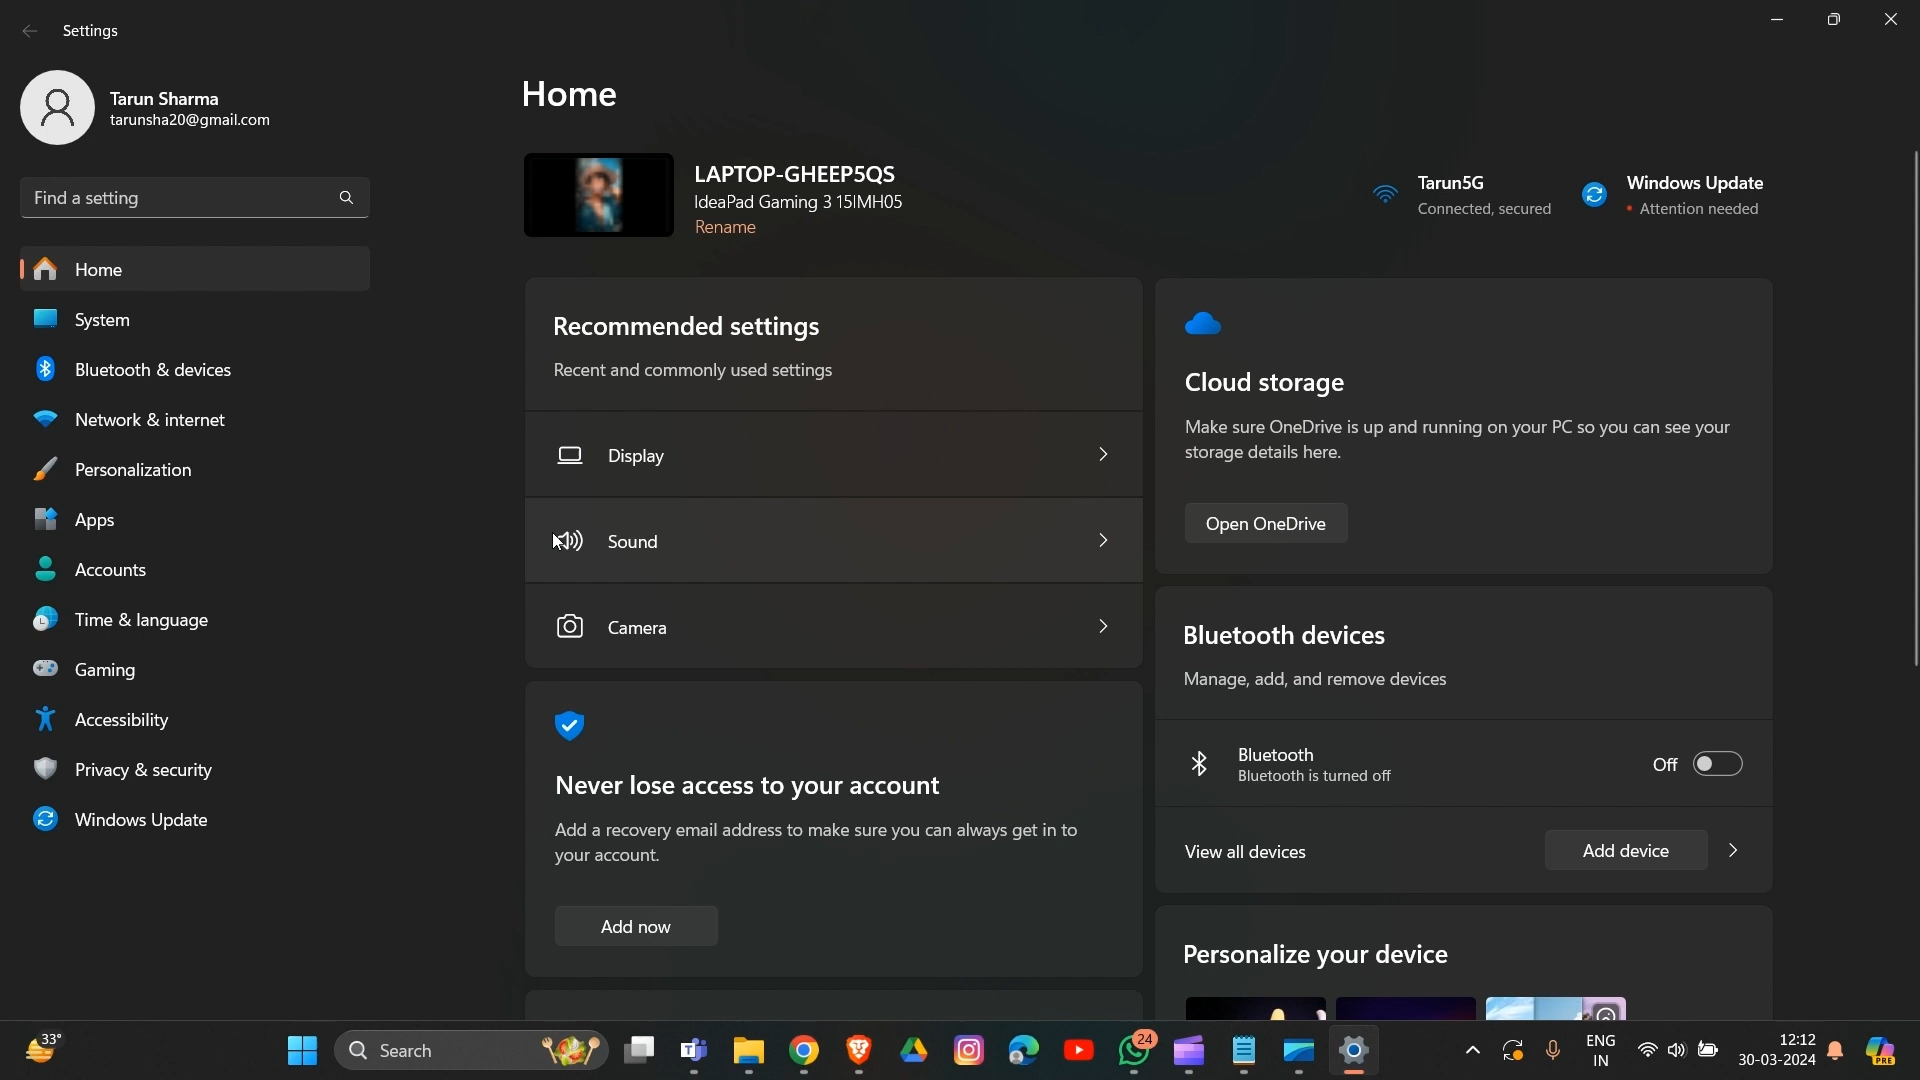 Settings
Tarun Sharma
tarunsha20@gmail.com
Find a setting
Home
System
Bluetooth & devices
Network & internet
Personalization
Apps
Accounts
Time & language
Gaming
Accessibility
Privacy & security
Windows Update
Home
LAPTOP-GHEEP5QS
IdeaPad Gaming 3 15IMH05
Rename
Tarun5G
Connected, secured
Windows Update
Attention needed
Recommended settings
Recent and commonly used settings
Display
Sound
Camera
Never lose access to your account
Add a recovery email address to make sure you can always get in to
your account.
Add now
Cloud storage
Make sure OneDrive is up and running on your PC so you can see your
storage details here.
Open OneDrive
Bluetooth devices
Manage, add, and remove devices
Bluetooth
Bluetooth is turned off
Off
View all devices
Add device
Personalize your device
33°
Search
24
ENG
IN
12:12
30-03-2024
PRE